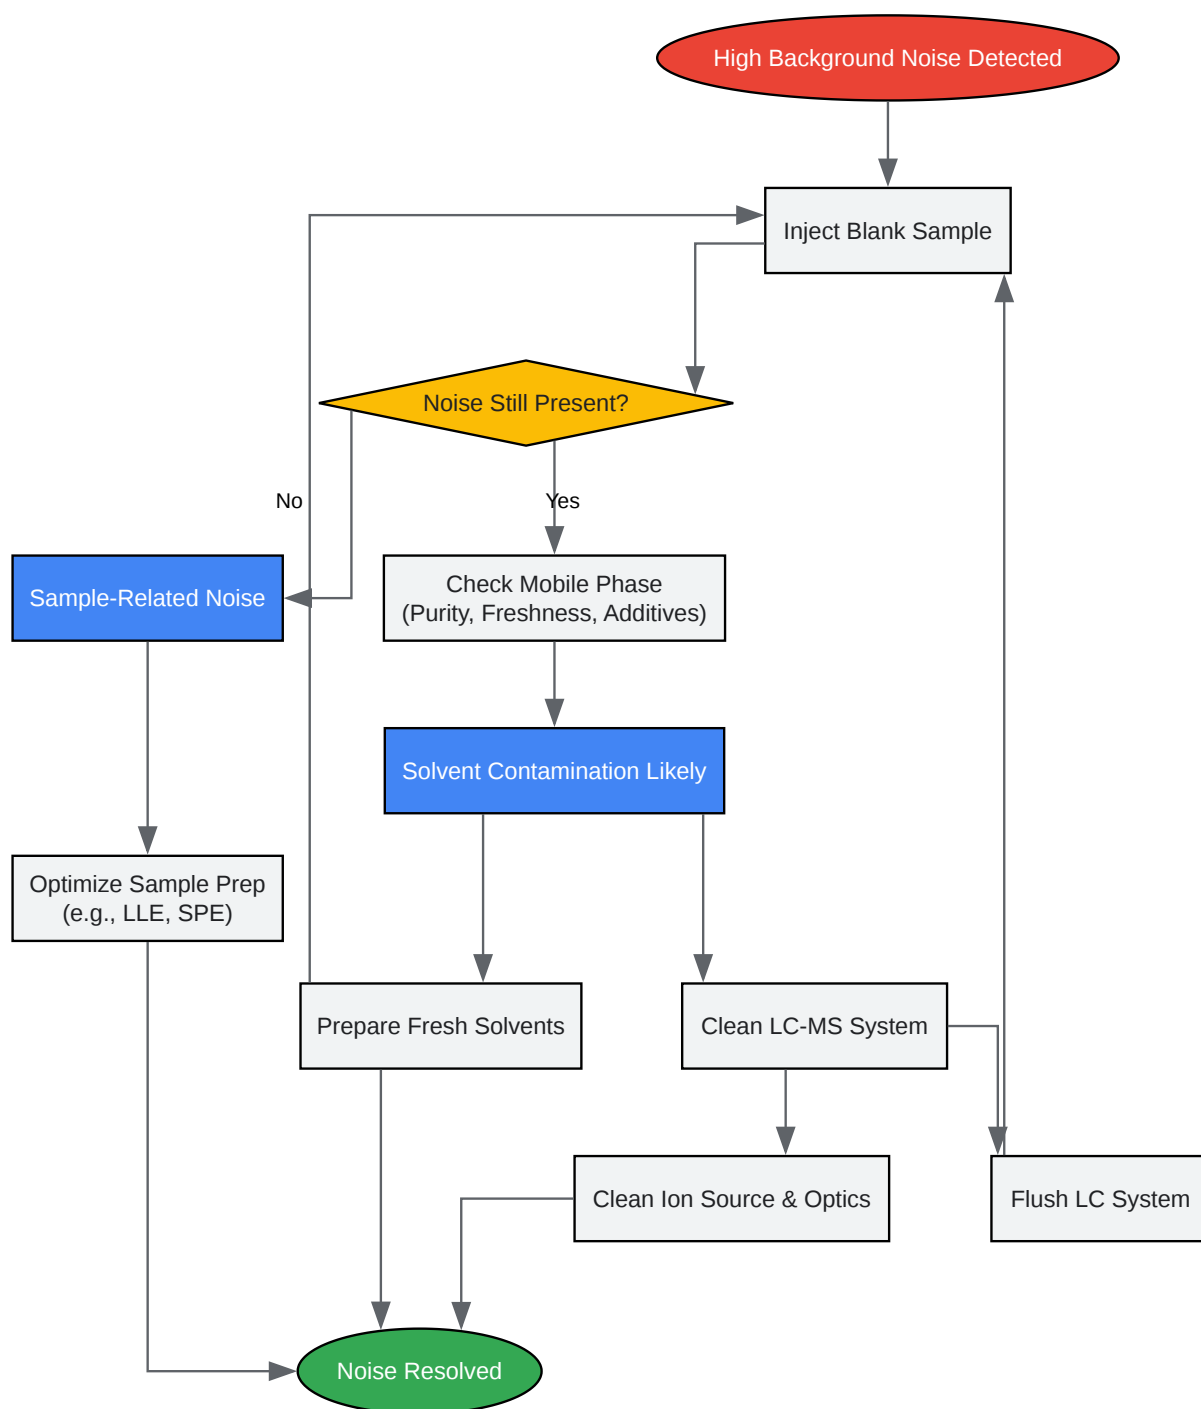 High Background Noise Detected
Inject Blank Sample
Noise Still Present?
No
Yes
Sample-Related Noise
Check Mobile Phase
(Purity, Freshness, Additives)
Solvent Contamination Likely
Optimize Sample Prep
(e.g., LLE, SPE)
Prepare Fresh Solvents
Clean LC-MS System
Clean Ion Source & Optics
Flush LC System
Noise Resolved